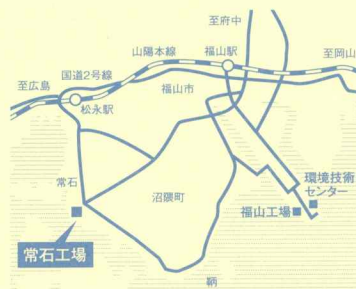 至府中
山陽本線
福山駅
至岡山
国道2号線
至広島
福山市
松永駅
常石
沼隈町
環境技術
センター
福山工場
常石工場
鞆